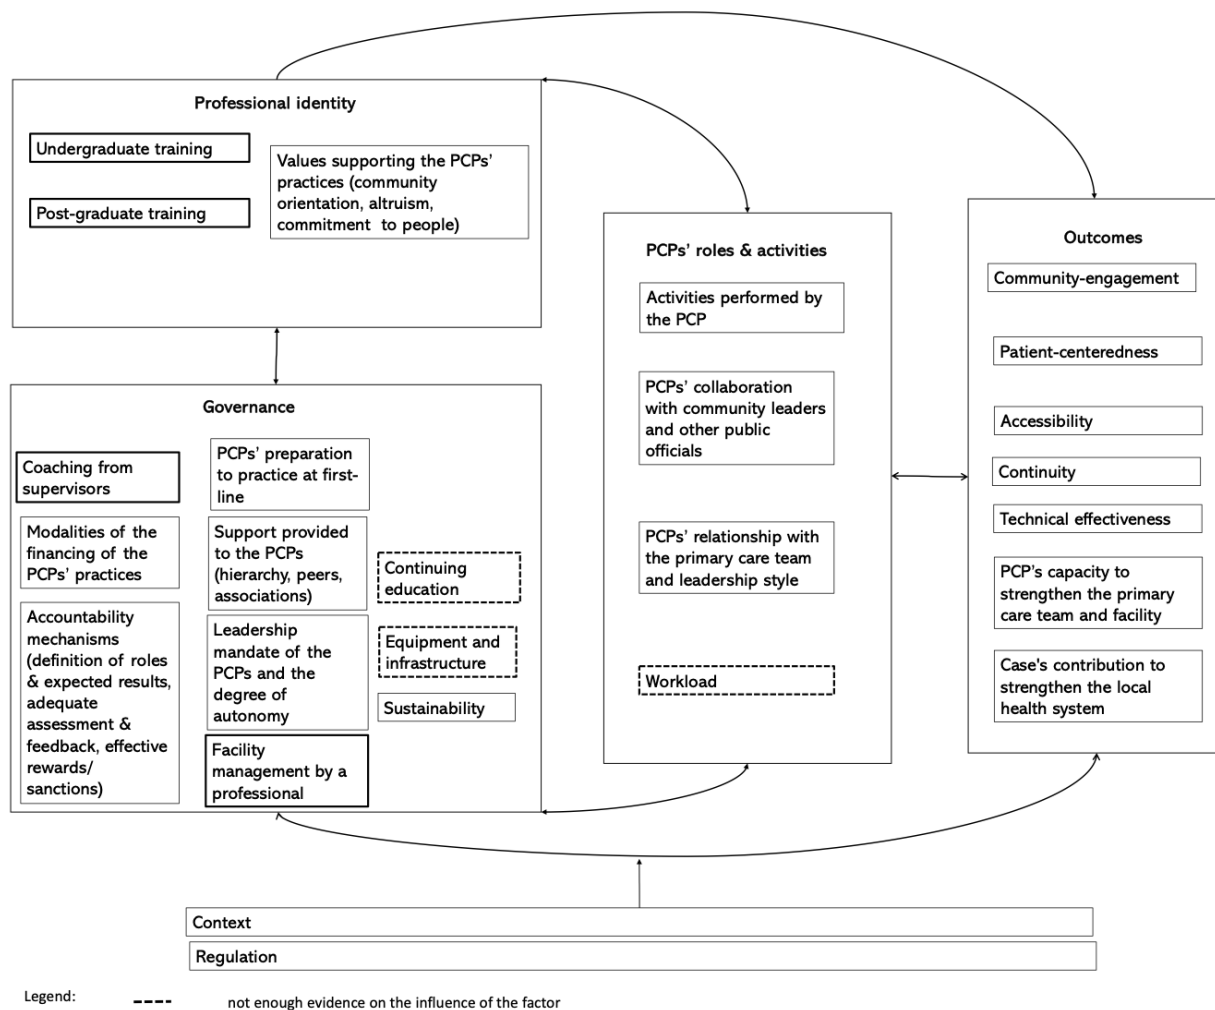 Professional identity
Undergraduate training
Post-graduate training
Values supporting the PCPs'
practices (community
orientation, altruism,
commitment to people)
Governance
Coaching from
supervisors
Modalities of the
financing of the
PCPs' practices
Accountability
mechanisms
(definition of roles
& expected results,
adequate
assessment &
feedback, effective
rewards/
sanctions)
PCPs' preparation
to practice at first-
line
Support provided
to the PCPs
(hierarchy, peers,
associations)
Leadership
mandate of the
PCPs and the
degree of
autonomy
Facility
management by a
professional
Continuing
education
Equipment and
infrastructure
Sustainability
PCPs' roles & activities
Activities performed by
the PCP
PCPs' collaboration
with community leaders
and other public
officials
PCPs' relationship with
the primary care team
and leadership style
Workload
Outcomes
Community-engagement
Patient-centeredness
Accessibility
Continuity
Technical effectiveness
PCP's capacity to
strengthen the primary
care team and facility
Case's contribution to
strengthen the local
health system
Context
Regulation
Legend:
not enough evidence on the influence of the factor